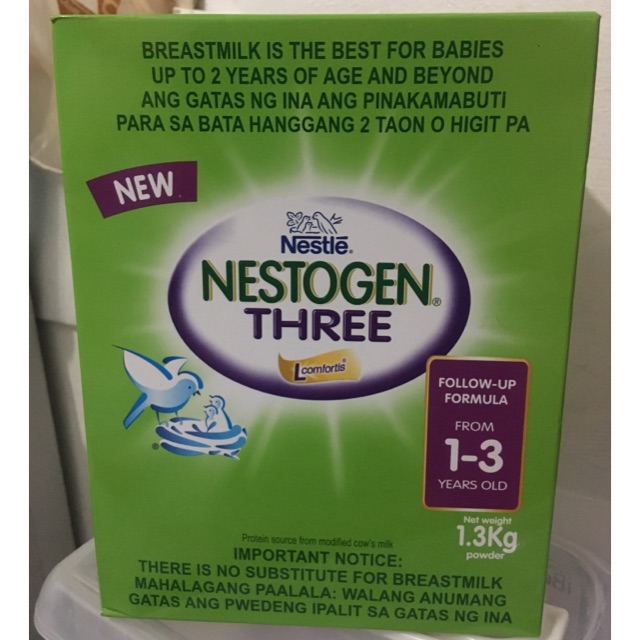 BREASTMILK IS THE BEST FOR BABIES
UP TO 2 YEARS OF AGE AND BEYOND
ANG GATAS NG INA ANG PINAKAMABUTI
PARA SA BATA HANGGANG 2 TAON O HIGIT PA
NEW
Nestlé®
NESTOGEN®
THREE
L comfortis®
FOLLOW-UP
FORMULA
FROM
1-3
YEARS OLD
Net weight
1.3Kg
powder
Protein source from modified cow's milk
IMPORTANT NOTICE:
THERE IS NO SUBSTITUTE FOR BREASTMILK
MAHALAGANG PAALALA: WALANG ANUMANG
GATAS ANG PWEDENG IPALIT SA GATAS NG INA